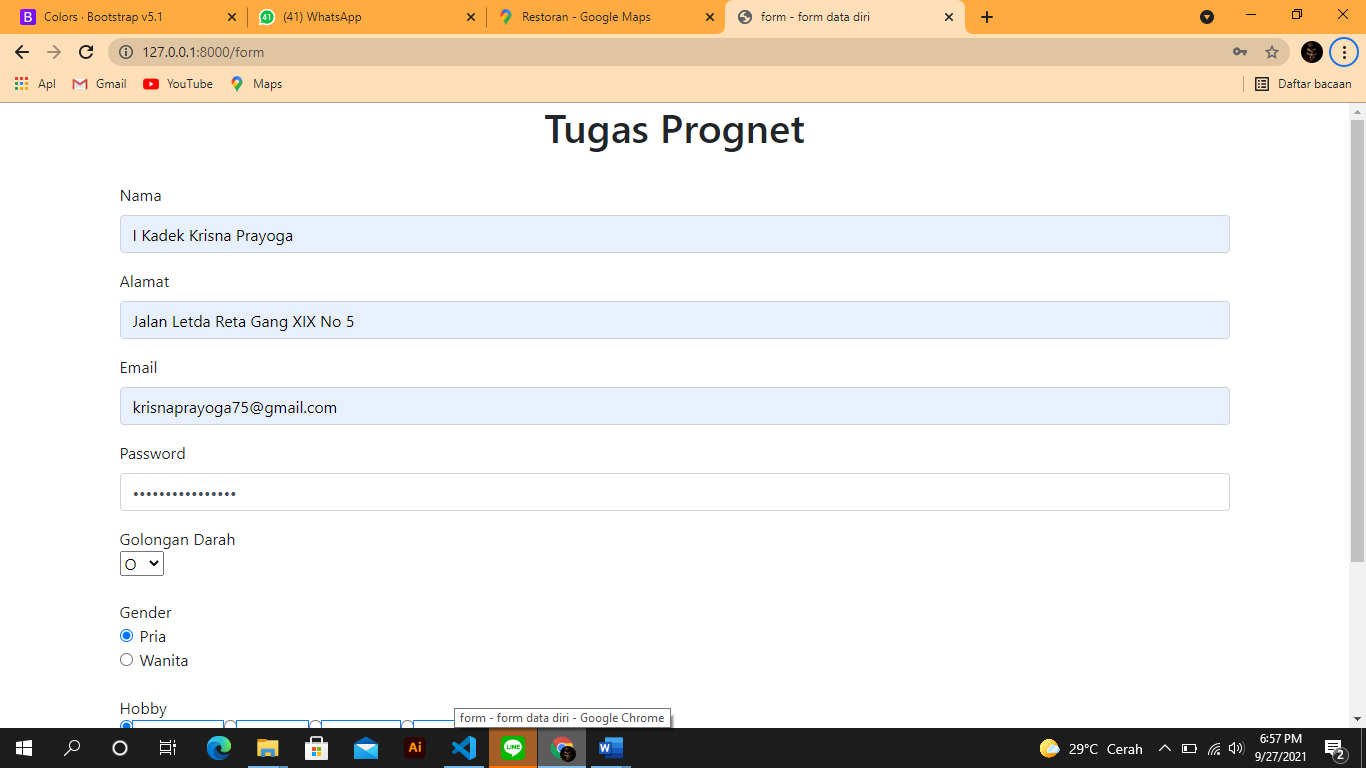 Colors · Bootstrap v5.1
(41) WhatsApp
Restoran - Google Maps
form - form data diri
127.0.0.1:8000/form
Apl
Gmail
YouTube
Maps
Daftar bacaan
Tugas Prognet
Nama
I Kadek Krisna Prayoga
Alamat
Jalan Letda Reta Gang XIX No 5
Email
krisnaprayoga75@gmail.com
Password
••••••••••••••••
Golongan Darah
O
Gender
Pria
Wanita
Hobby
form - form data diri - Google Chrome
29°C Cerah
6:57 PM
9/27/2021
2